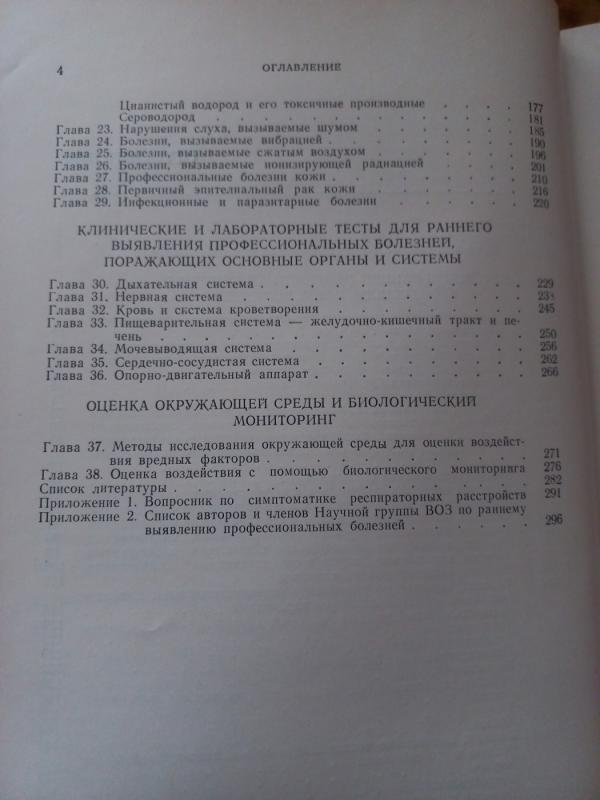 4
ОГЛАВЛЕНИЕ
Цианистый водород и его токсичные производные . . . . 177
Сероводород . . . . . . . . . . . . 181
Глава 23. Нарушения слуха, вызываемые шумом . . . . . . 185
Глава 24. Болезни, вызываемые вибрацией . . . . . . . 190
Глава 25. Болезни, вызываемые сжатым воздухом . . . . . 196
Глава 26. Болезни, вызываемые ионизирующей радиацией . . . 201
Глава 27. Профессиональные болезни кожи . . . . . . . 210
Глава 28. Первичный эпителиальный рак кожи . . . . . . 216
Глава 29. Инфекционные и паразитарные болезни . . . . . 220
КЛИНИЧЕСКИЕ И ЛАБОРАТОРНЫЕ ТЕСТЫ ДЛЯ РАННЕГО
ВЫЯВЛЕНИЯ ПРОФЕССИОНАЛЬНЫХ БОЛЕЗНЕЙ,
ПОРАЖАЮЩИХ ОСНОВНЫЕ ОРГАНЫ И СИСТЕМЫ
Глава 30. Дыхательная система . . . . . . . . . . 229
Глава 31. Нервная система . . . . . . . . . . .
Глава 32. Кровь и скстема кроветворения . . . . . . . 245
Глава 33. Пищеварительная система — желудочно-кишечный тракт и пе-
чень . . . . . . . . . . . . . . 250
Глава 34. Мочевыводящая система . . . . . . . . . 256
Глава 35. Сердечно-сосудистая система . . . . . . . . 262
Глава 36. Опорно-двигательный аппарат . . . . . . . . 266
ОЦЕНКА ОКРУЖАЮЩЕЙ СРЕДЫ И БИОЛОГИЧЕСКИЙ
МОНИТОРИНГ
Глава 37. Методы исследования окружающей среды для оценки воздейст-
вия вредных факторов . . . . . . . . . . 271
Глава 38. Оценка воздействия с помощью биологического мониторинга 276
Список литературы . . . . . . . . . . . . . 282
Приложение 1. Вопросник по симптоматике респираторных расстройств 291
Приложение 2. Список авторов и членов Научной группы ВОЗ по раннему
выявлению профессиональных болезней . . . . . 296